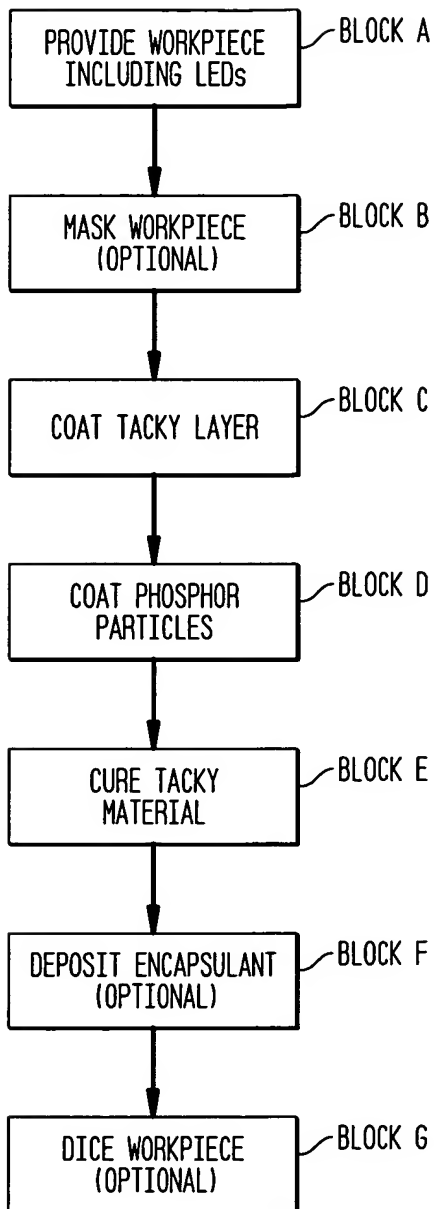 PROVIDE WORKPIECE
INCLUDING LEDs
BLOCK A
MASK WORKPIECE
(OPTIONAL)
BLOCK B
COAT TACKY LAYER
BLOCK C
COAT PHOSPHOR
PARTICLES
BLOCK D
CURE TACKY
MATERIAL
BLOCK E
DEPOSIT ENCAPSULANT
(OPTIONAL)
BLOCK F
DICE WORKPIECE
(OPTIONAL)
BLOCK G